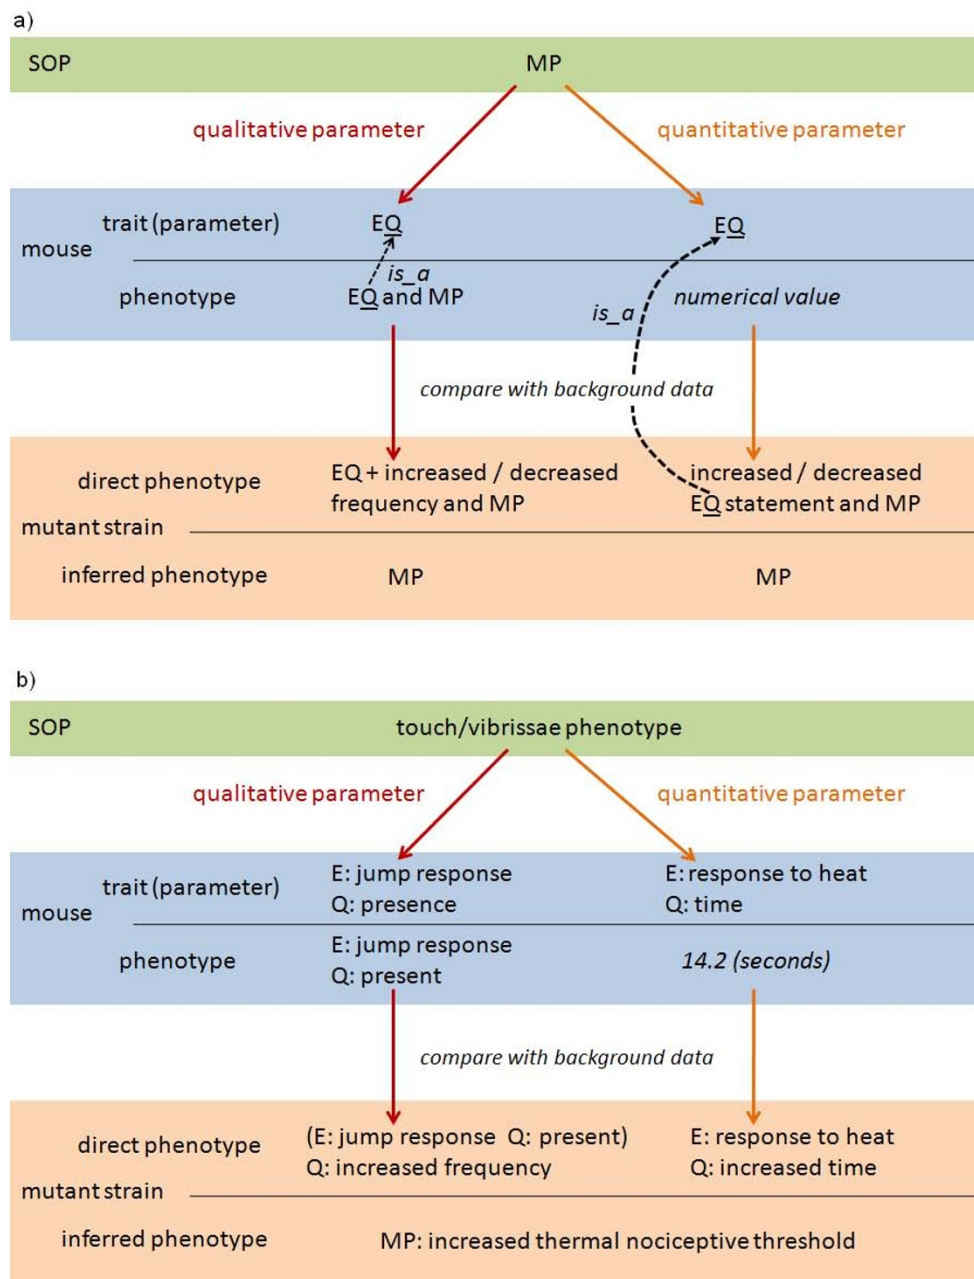 a)
SOP MP
qualitative parameter quantitative parameter
trait (parameter) EQ EQ
mouse
is_a
phenotype EQ and MP numerical value
is_a
compare with background data
direct phenotype EQ + increased / decreased increased / decreased
frequency and MP EQ statement and MP
mutant strain
inferred phenotype MP MP
b)
SOP touch/vibrissae phenotype
qualitative parameter quantitative parameter
trait (parameter) E: jump response E: response to heat
Q: presence Q: time
mouse
phenotype E: jump response 14.2 (seconds)
Q: present
compare with background data
direct phenotype (E: jump response Q: present) E: response to heat
Q: increased frequency Q: increased time
mutant strain
inferred phenotype MP: increased thermal nociceptive threshold